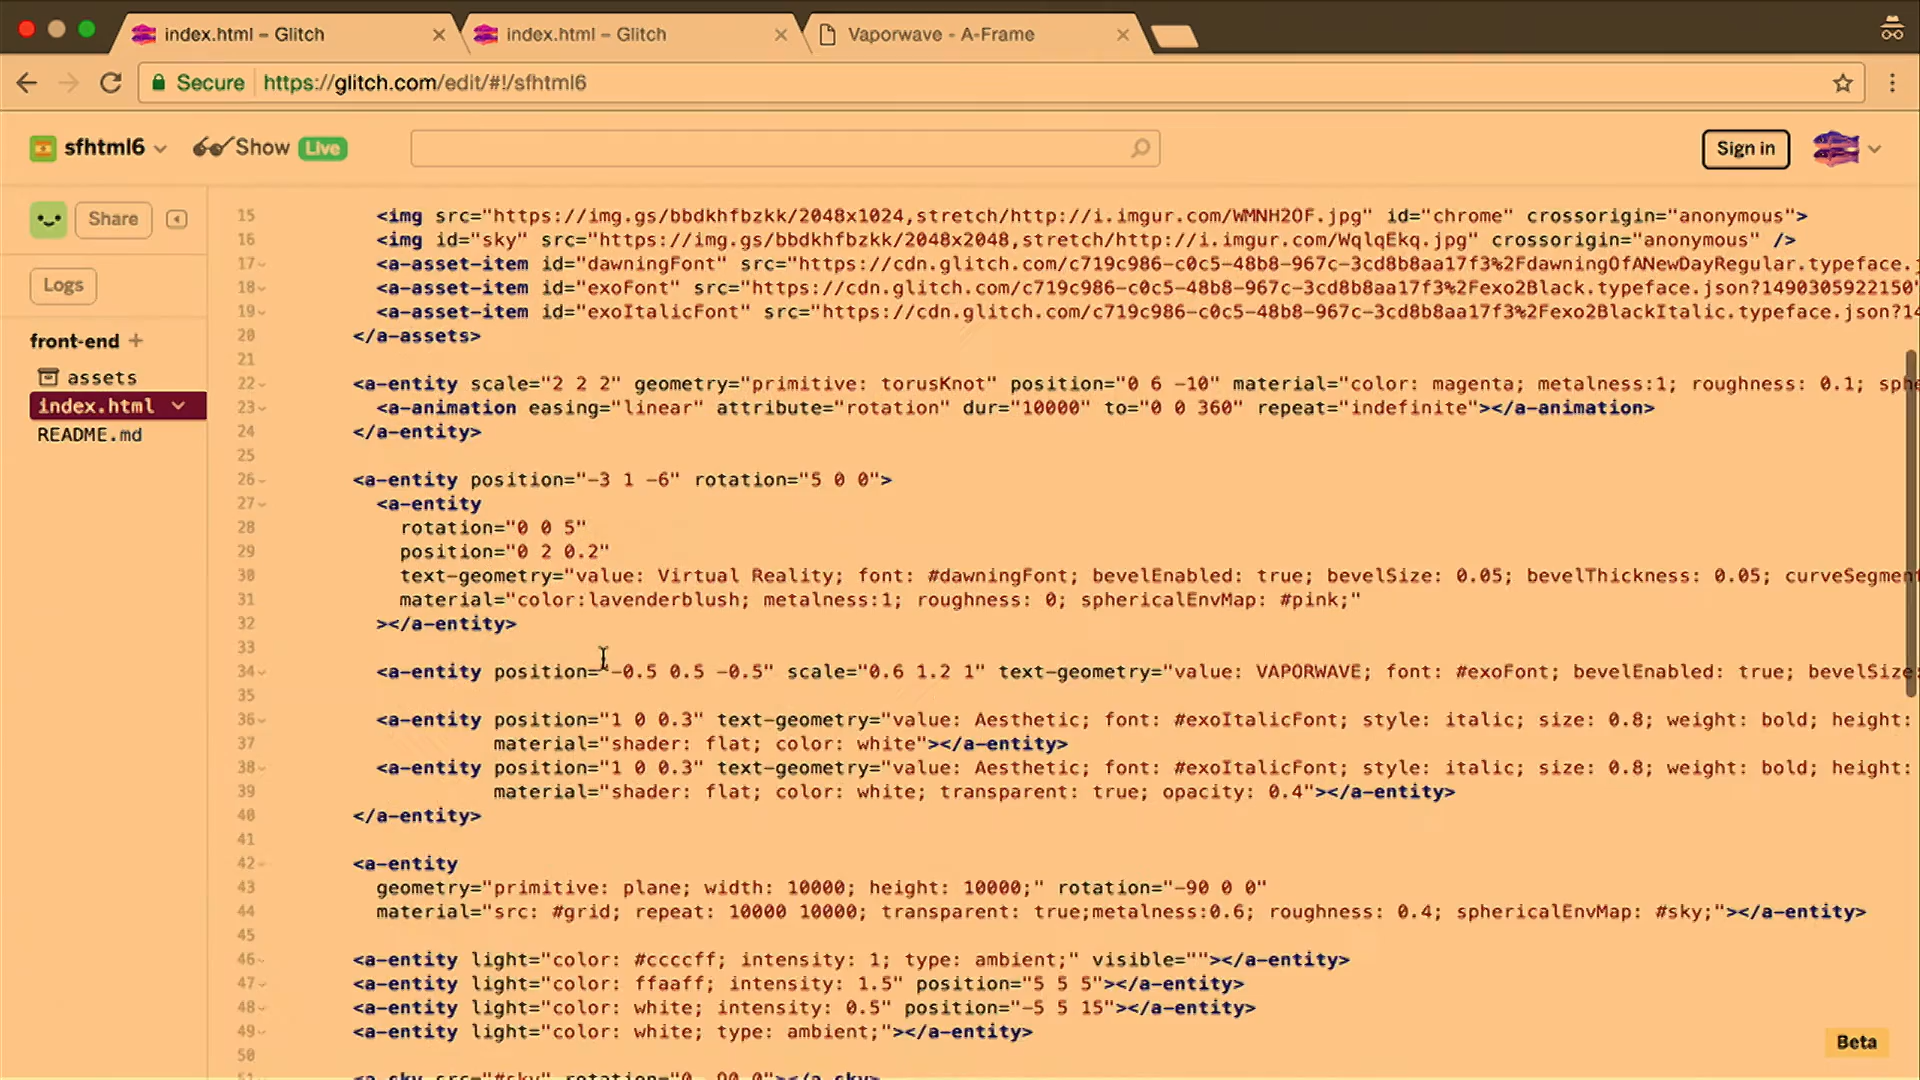 index.html – Glitch
index.html – Glitch
Vaporwave - A-Frame
Secure
https://glitch.com/edit/#!/sfhtml6
sfhtml6
Show
Live
Sign in
Share
Logs
front-end +
assets
index.html
README.md
15 <img src="https://img.gs/bbdkhfbzkk/2048x1024,stretch/http://i.imgur.com/WMNH2OF.jpg" id="chrome" crossorigin="anonymous">
16 <img id="sky" src="https://img.gs/bbdkhfbzkk/2048x2048,stretch/http://i.imgur.com/WqlqEkq.jpg" crossorigin="anonymous" />
17 <a-asset-item id="dawningFont" src="https://cdn.glitch.com/c719c986-c0c5-48b8-967c-3cd8b8aa17f3%2FdawningOfANewDayRegular.typeface.j
18 <a-asset-item id="exoFont" src="https://cdn.glitch.com/c719c986-c0c5-48b8-967c-3cd8b8aa17f3%2Fexo2Black.typeface.json?1490305922150"
19 <a-asset-item id="exoItalicFont" src="https://cdn.glitch.com/c719c986-c0c5-48b8-967c-3cd8b8aa17f3%2Fexo2BlackItalic.typeface.json?14
20 </a-assets>
21
22 <a-entity scale="2 2 2" geometry="primitive: torusKnot" position="0 6 -10" material="color: magenta; metalness:1; roughness: 0.1; sphe
23 <a-animation easing="linear" attribute="rotation" dur="10000" to="0 0 360" repeat="indefinite"></a-animation>
24 </a-entity>
25
26 <a-entity position="-3 1 -6" rotation="5 0 0">
27 <a-entity
28 rotation="0 0 5"
29 position="0 2 0.2"
30 text-geometry="value: Virtual Reality; font: #dawningFont; bevelEnabled: true; bevelSize: 0.05; bevelThickness: 0.05; curveSegment
31 material="color:lavenderblush; metalness:1; roughness: 0; sphericalEnvMap: #pink;"
32 ></a-entity>
33
34 <a-entity position="-0.5 0.5 -0.5" scale="0.6 1.2 1" text-geometry="value: VAPORWAVE; font: #exoFont; bevelEnabled: true; bevelSize:
35
36 <a-entity position="1 0 0.3" text-geometry="value: Aesthetic; font: #exoItalicFont; style: italic; size: 0.8; weight: bold; height:
37 material="shader: flat; color: white"></a-entity>
38 <a-entity position="1 0 0.3" text-geometry="value: Aesthetic; font: #exoItalicFont; style: italic; size: 0.8; weight: bold; height:
39 material="shader: flat; color: white; transparent: true; opacity: 0.4"></a-entity>
40 </a-entity>
41
42 <a-entity
43 geometry="primitive: plane; width: 10000; height: 10000;" rotation="-90 0 0"
44 material="src: #grid; repeat: 10000 10000; transparent: true;metalness:0.6; roughness: 0.4; sphericalEnvMap: #sky;"></a-entity>
45
46 <a-entity light="color: #ccccff; intensity: 1; type: ambient;" visible=""></a-entity>
47 <a-entity light="color: ffaaff; intensity: 1.5" position="5 5 5"></a-entity>
48 <a-entity light="color: white; intensity: 0.5" position="-5 5 15"></a-entity>
49 <a-entity light="color: white; type: ambient;"></a-entity>
50
51 <a-sky src="#sky" rotation="0 -90 0"></a-sky>
Beta